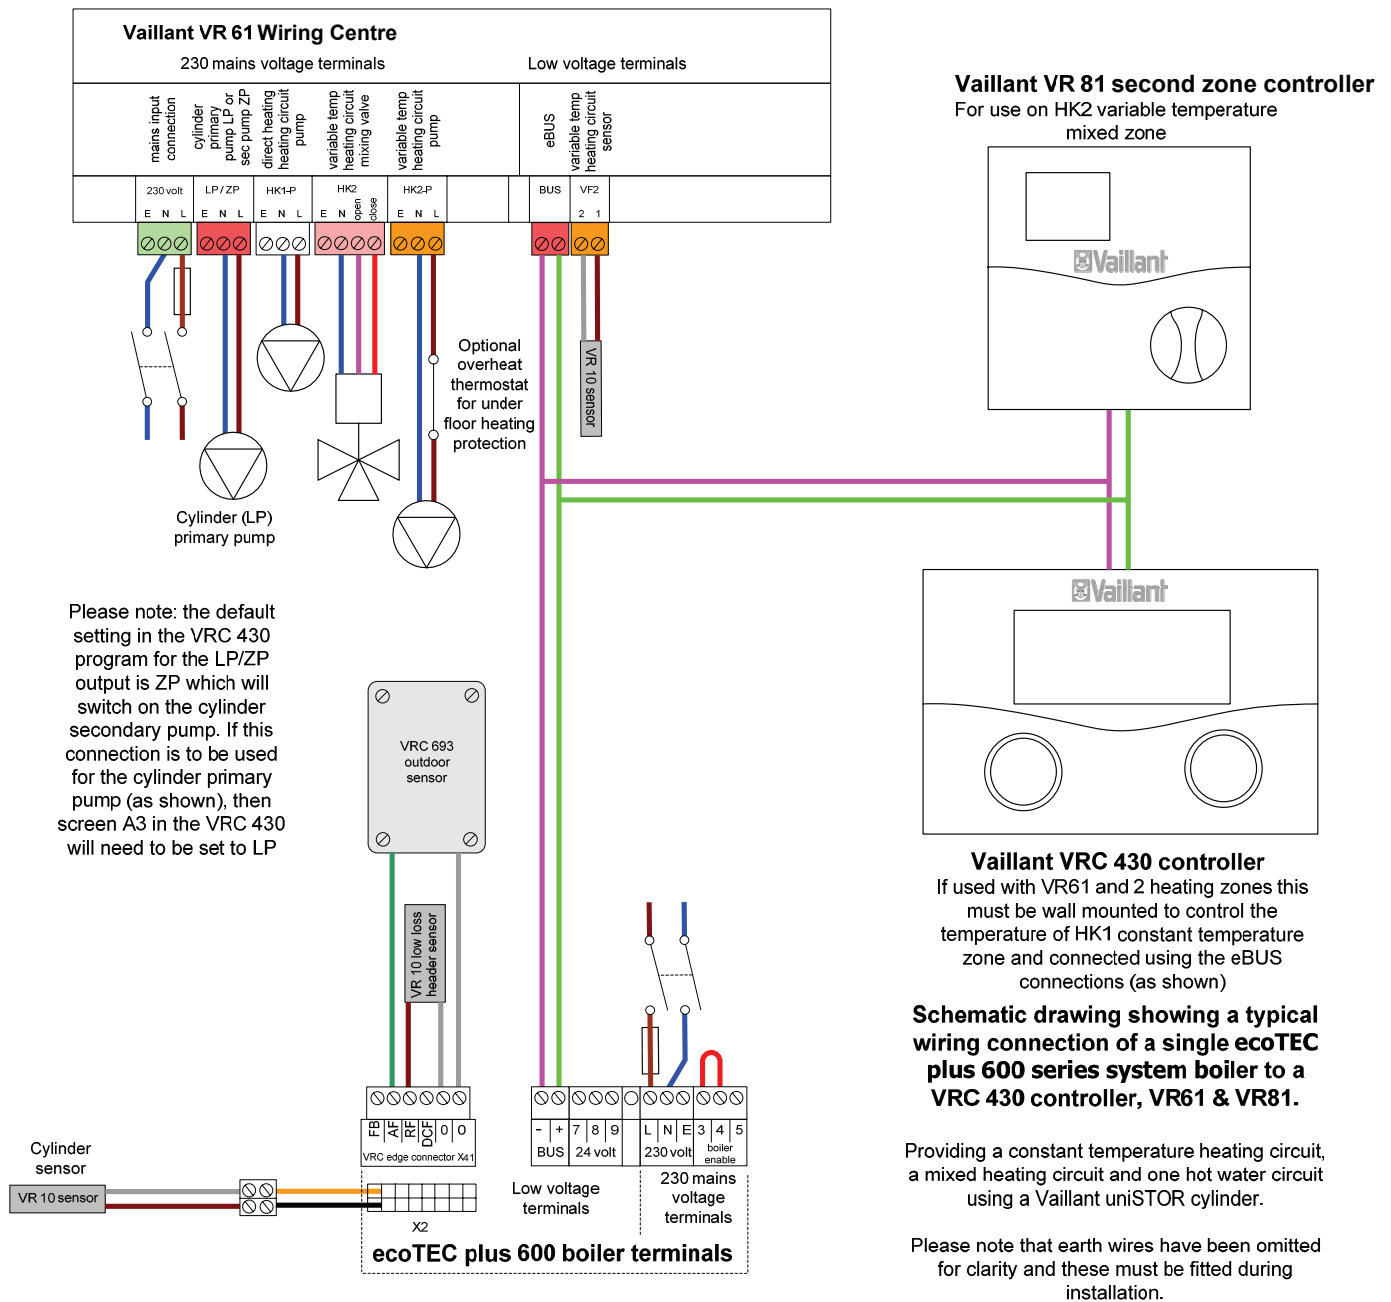 Vaillant VR 61 Wiring Centre
230 mains voltage terminals
Low voltage terminals
mains input
connection
cylinder
primary
pump LP or
sec pump ZP
direct heating
heating circuit
pump
variable temp
heating circuit
mixing valve
variable temp
heating circuit
pump
eBUS
variable temp
heating circuit
sensor
230 volt
LP / ZP
HK1-P
HK2
HK2-P
BUS
VF2
E N L
E N L
E N L
E N open close
E N L
2 1
Optional
overheat
thermostat
for under
floor heating
protection
VR 10 sensor
Cylinder (LP)
primary pump
Vaillant VR 81 second zone controller
For use on HK2 variable temperature
mixed zone
Vaillant
Vaillant
Please note: the default
setting in the VRC 430
program for the LP/ZP
output is ZP which will
switch on the cylinder
secondary pump. If this
connection is to be used
for the cylinder primary
pump (as shown), then
screen A3 in the VRC 430
will need to be set to LP
VRC 693
outdoor
sensor
VR 10 low loss
header sensor
Vaillant VRC 430 controller
If used with VR61 and 2 heating zones this
must be wall mounted to control the
temperature of HK1 constant temperature
zone and connected using the eBUS
connections (as shown)
Schematic drawing showing a typical
wiring connection of a single ecoTEC
plus 600 series system boiler to a
VRC 430 controller, VR61 & VR81.
Providing a constant temperature heating circuit,
a mixed heating circuit and one hot water circuit
using a Vaillant uniSTOR cylinder.
Please note that earth wires have been omitted
for clarity and these must be fitted during
installation.
FB AF RF DCF 0 0
VRC edge connector X41
- + 7 8 9 L N E 3 4 5
BUS 24 volt 230 volt boiler
enable
Cylinder
sensor
VR 10 sensor
X2
Low voltage
terminals
230 mains
voltage
terminals
ecoTEC plus 600 boiler terminals